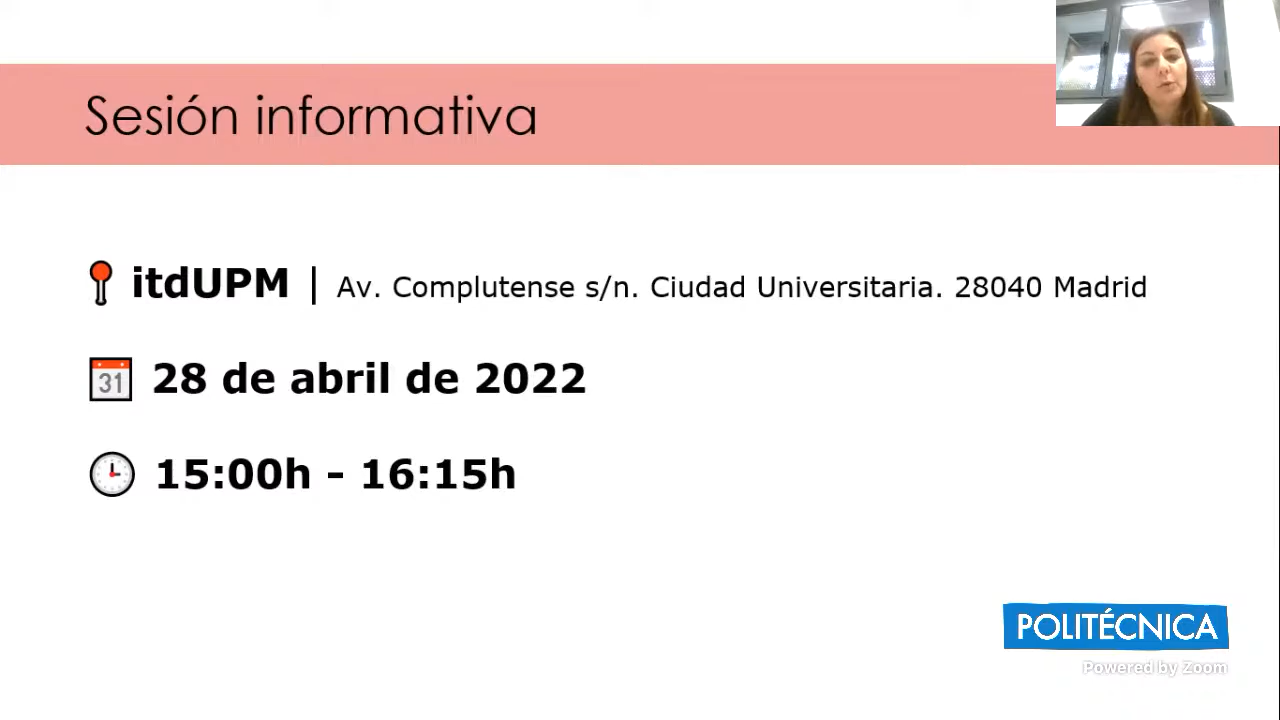 Sesión informativa
itdUPM | Av. Complutense s/n. Ciudad Universitaria. 28040 Madrid
31 28 de abril de 2022
15:00h - 16:15h
POLITÉCNICA
Powered by Zoom